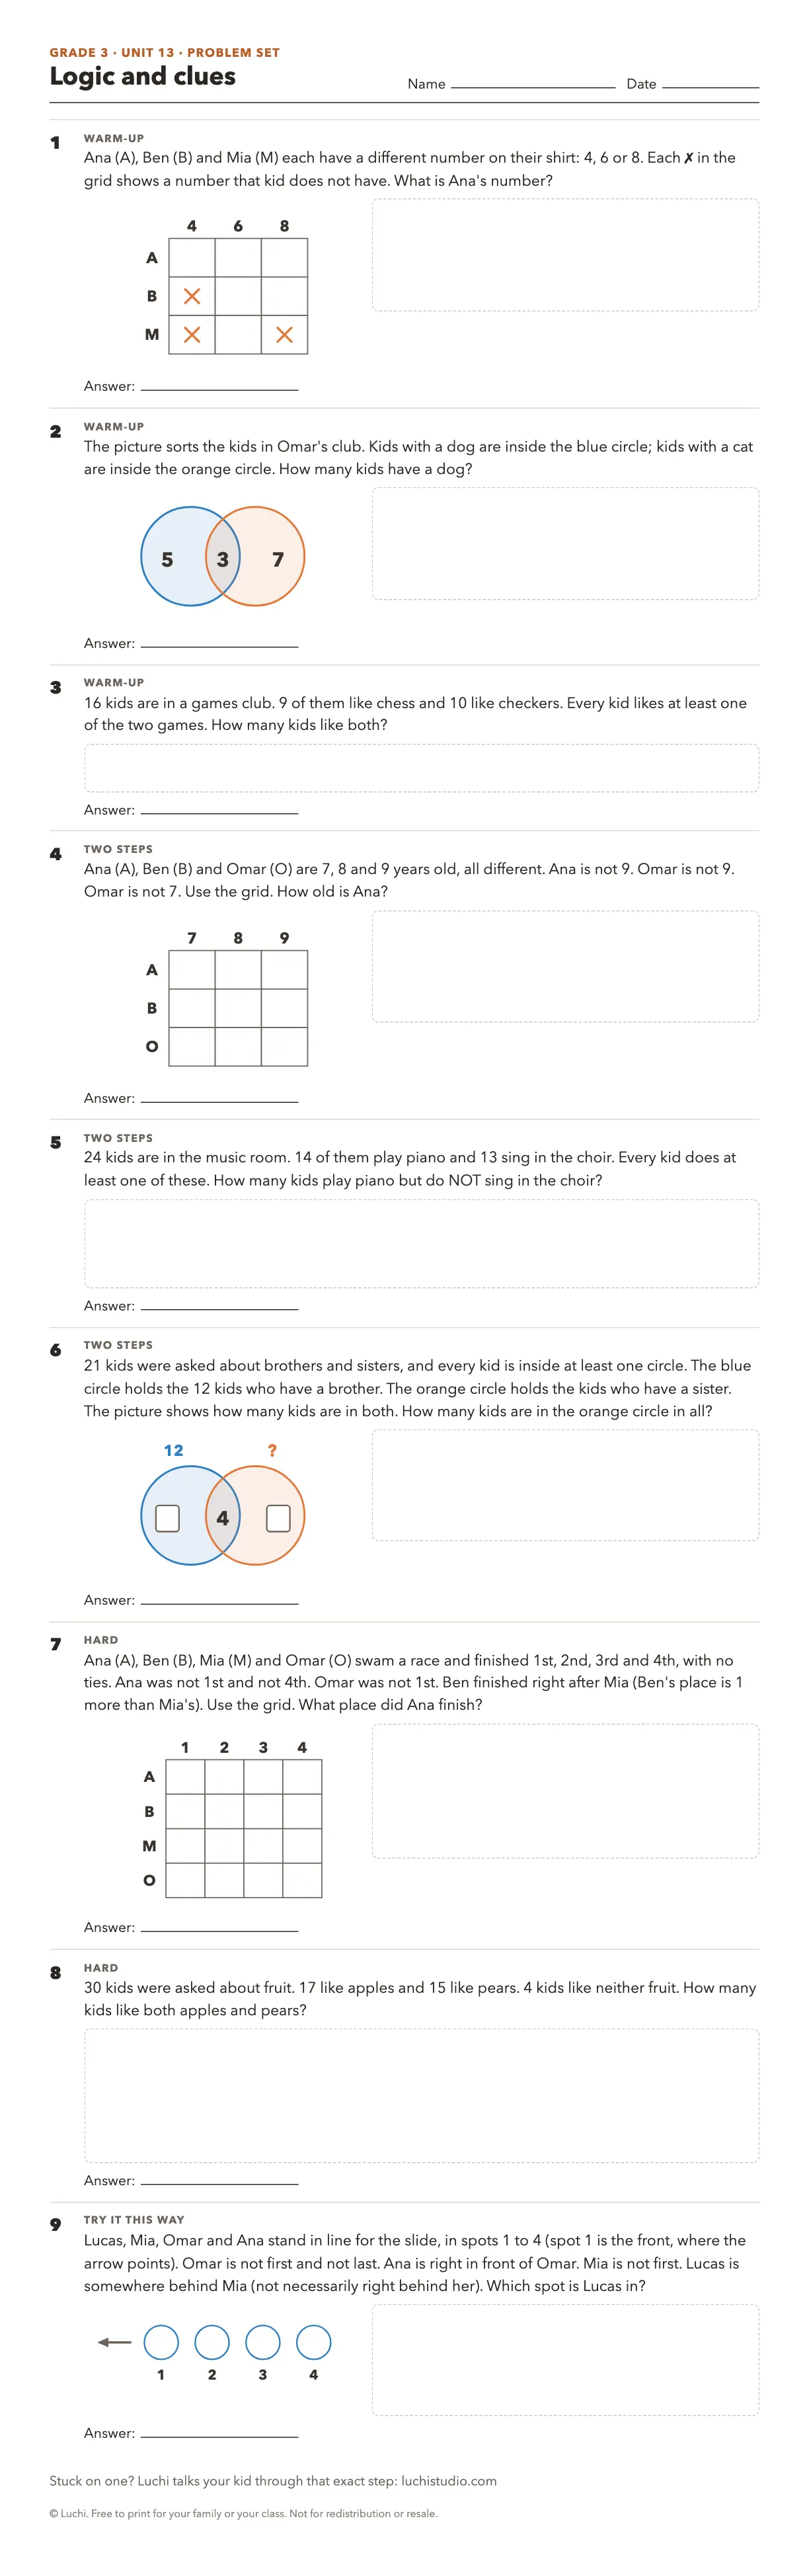 GRADE 3 · UNIT 13 · PROBLEM SET
Logic and clues
Name
Date
1
WARM-UP
Ana (A), Ben (B) and Mia (M) each have a different number on their shirt: 4, 6 or 8. Each ✗ in the
grid shows a number that kid does not have. What is Ana's number?
4 6 8
A
B
M
Answer:
2
WARM-UP
The picture sorts the kids in Omar's club. Kids with a dog are inside the blue circle; kids with a cat
are inside the orange circle. How many kids have a dog?
5 3 7
Answer:
3
WARM-UP
16 kids are in a games club. 9 of them like chess and 10 like checkers. Every kid likes at least one
of the two games. How many kids like both?
Answer:
4
TWO STEPS
Ana (A), Ben (B) and Omar (O) are 7, 8 and 9 years old, all different. Ana is not 9. Omar is not 9.
Omar is not 7. Use the grid. How old is Ana?
7 8 9
A
B
O
Answer:
5
TWO STEPS
24 kids are in the music room. 14 of them play piano and 13 sing in the choir. Every kid does at
least one of these. How many kids play piano but do NOT sing in the choir?
Answer:
6
TWO STEPS
21 kids were asked about brothers and sisters, and every kid is inside at least one circle. The blue
circle holds the 12 kids who have a brother. The orange circle holds the kids who have a sister.
The picture shows how many kids are in both. How many kids are in the orange circle in all?
12 ?
4
Answer:
7
HARD
Ana (A), Ben (B), Mia (M) and Omar (O) swam a race and finished 1st, 2nd, 3rd and 4th, with no
ties. Ana was not 1st and not 4th. Omar was not 1st. Ben finished right after Mia (Ben's place is 1
more than Mia's). Use the grid. What place did Ana finish?
1 2 3 4
A
B
M
O
Answer:
8
HARD
30 kids were asked about fruit. 17 like apples and 15 like pears. 4 kids like neither fruit. How many
kids like both apples and pears?
Answer:
9
TRY IT THIS WAY
Lucas, Mia, Omar and Ana stand in line for the slide, in spots 1 to 4 (spot 1 is the front, where the
arrow points). Omar is not first and not last. Ana is right in front of Omar. Mia is not first. Lucas is
somewhere behind Mia (not necessarily right behind her). Which spot is Lucas in?
1 2 3 4
Answer:
Stuck on one? Luchi talks your kid through that exact step: luchistudio.com
© Luchi. Free to print for your family or your class. Not for redistribution or resale.